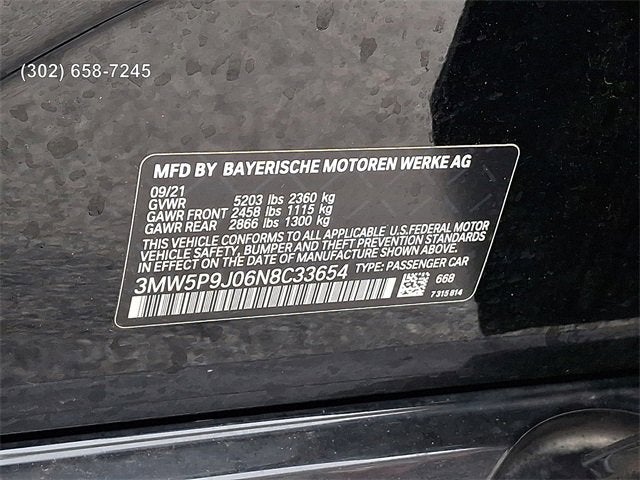 (302) 658-7245
MFD BY BAYERISCHE MOTOREN WERKE AG
09/21
GVWR 5203 lbs 2360 kg
GAWR FRONT 2458 lbs 1115 kg
GAWR REAR 2866 lbs 1300 kg
THIS VEHICLE CONFORMS TO ALL APPLICABLE U.S.FEDERAL MOTOR
VEHICLE SAFETY, BUMPER AND THEFT PREVENTION STANDARDS
IN EFFECT ON THE DATE OF MANUFACTURE SHOWN ABOVE.
3MW5P9J06N8C33654 TYPE: PASSENGER CAR
668
7315814